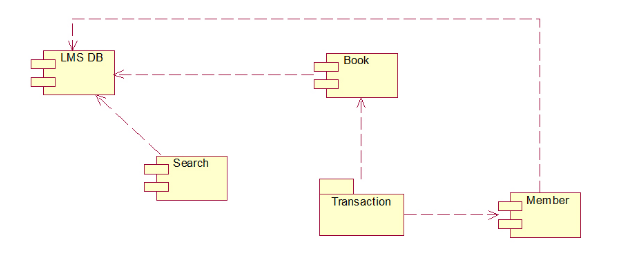 LMS DB
Book
Search
Transaction
Member